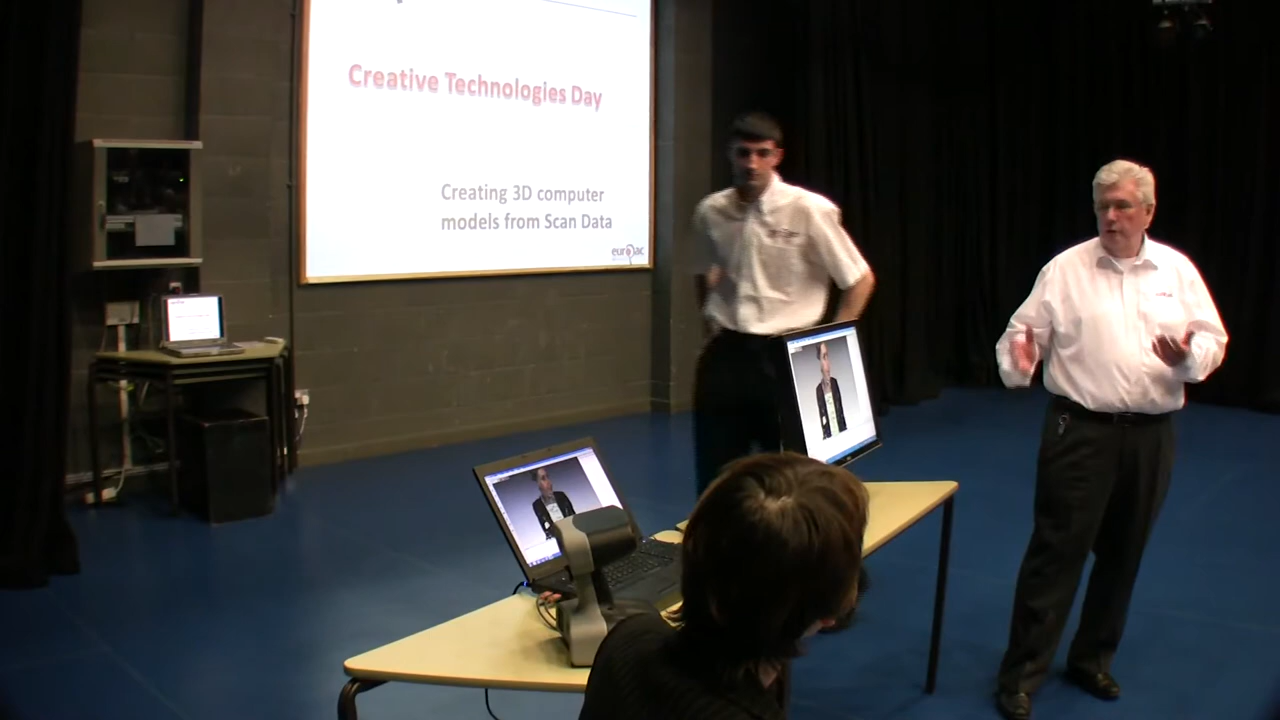 Creative Technologies Day
Creating 3D computer
models from Scan Data